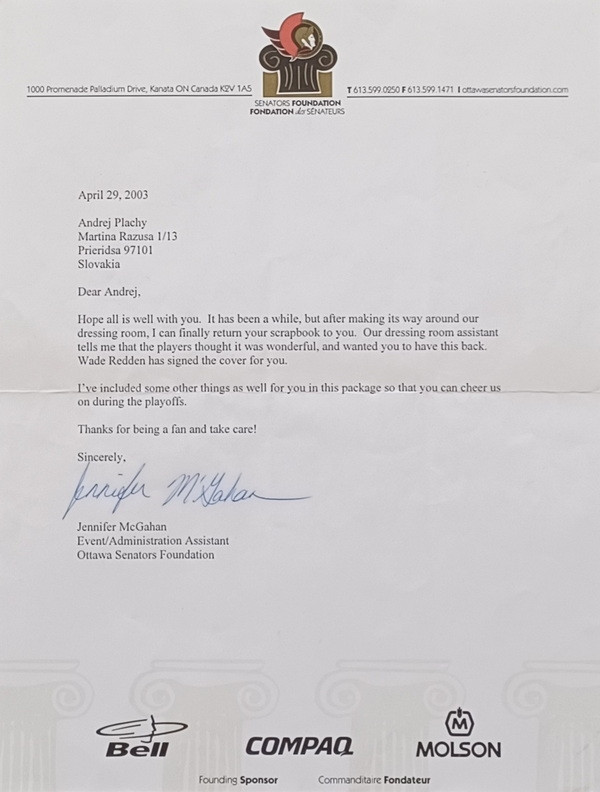 1000 Promenade Palladium Drive, Kanata ON Canada K2V 1A5
T 613.599.0250 F 613.599.1471 I ottawasenatorsfoundation.com
SENATORS FOUNDATION
FONDATION des SÉNATEURS
April 29, 2003
Andrej Plachy
Martina Razusa 1/13
Prieridsa 97101
Slovakia
Dear Andrej,
Hope all is well with you. It has been a while, but after making its way around our
dressing room, I can finally return your scrapbook to you. Our dressing room assistant
tells me that the players thought it was wonderful, and wanted you to have this back.
Wade Redden has signed the cover for you.
I've included some other things as well for you in this package so that you can cheer us
on during the playoffs.
Thanks for being a fan and take care!
Sincerely,
Jennifer McGahan
Jennifer McGahan
Event/Administration Assistant
Ottawa Senators Foundation
Bell
COMPAQ
M
MOLSON
Founding Sponsor
Commanditaire Fondateur